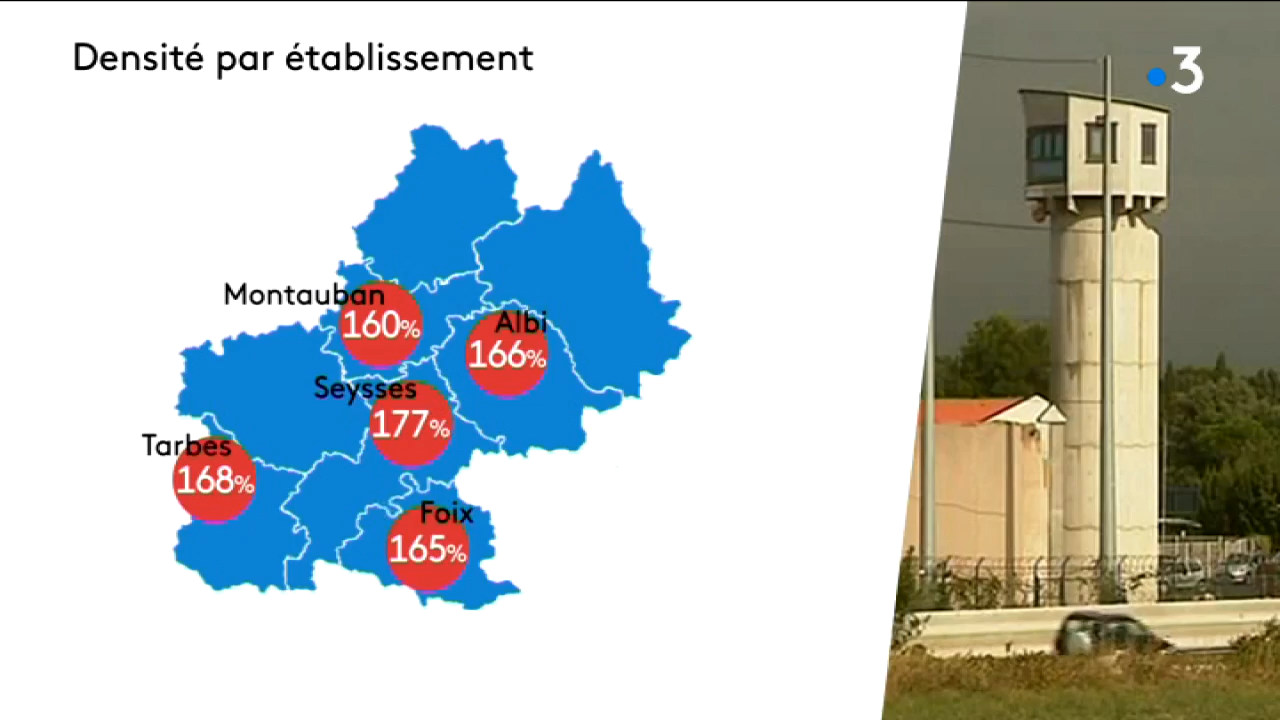 Densité par établissement
3
Montauban
160%
Albi
166%
Seysses
177%
Tarbes
168%
Foix
165%